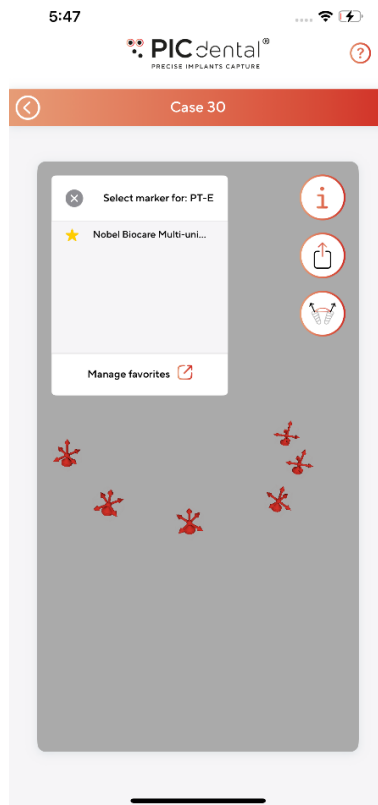 5:47
PICdental®
PRECISE IMPLANTS CAPTURE
?
Case 30
Select marker for: PT-E
i
Nobel Biocare Multi-uni...
Manage favorites